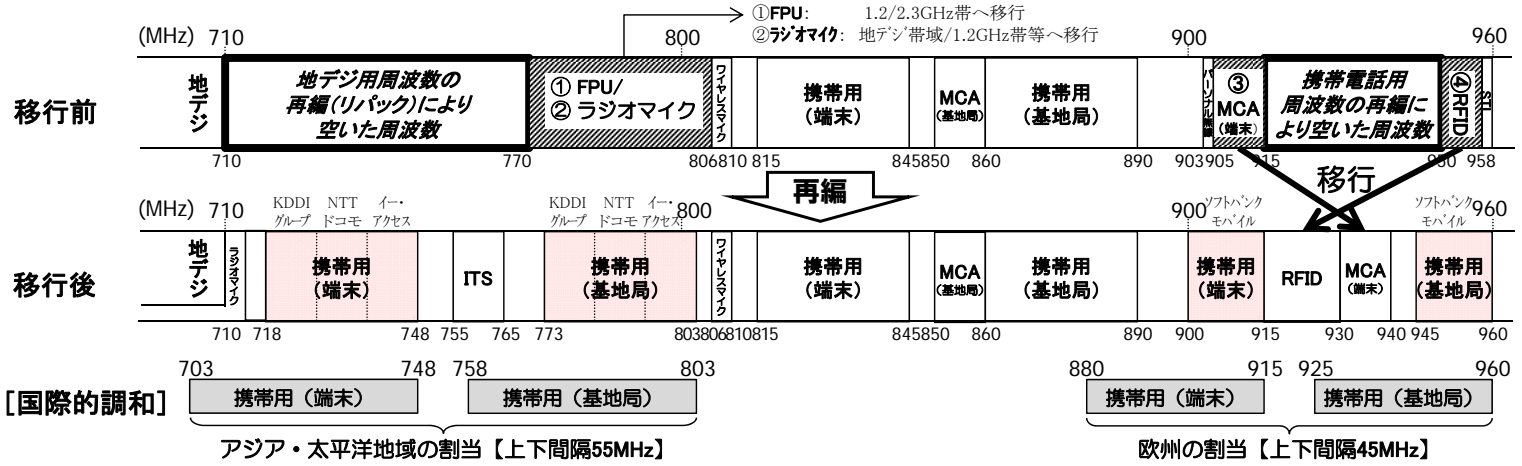 ①FPU: 1.2/2.3GHz帯へ移行
②ラジオマイク: 地デジ帯域/1.2GHz帯等へ移行
(MHz) 710 800 900 960
移行前
地デジ
地デジ用周波数の
再編(リパック)により
空いた周波数
① FPU/
② ラジオマイク
ワイヤレスマイク
携帯用
(端末)
MCA
(基地局)
携帯用
(基地局)
パーソナル無線
③
MCA
(端末)
携帯電話用
周波数の再編に
より空いた周波数
④RFID
STL
710 770 806 810 815 845 850 860 890 903 905 915 950 958
再編
移行
(MHz) 710 800 900 960
KDDI
グループ
NTT
ドコモ
イー・
アクセス
KDDI
グループ
NTT
ドコモ
イー・
アクセス
ソフトバンク
モバイル
ソフトバンク
モバイル
移行後
地デジ
ラジオマイク
携帯用
(端末)
ITS
携帯用
(基地局)
ワイヤレスマイク
携帯用
(端末)
MCA
(基地局)
携帯用
(基地局)
携帯用
(端末)
RFID
MCA
(端末)
携帯用
(基地局)
710 718 748 755 765 773 803 806 810 815 845 850 860 890 900 915 930 940 945 960
703 748 758 803 880 915 925 960
[国際的調和]
携帯用(端末)
携帯用(基地局)
携帯用(端末)
携帯用(基地局)
アジア・太平洋地域の割当【上下間隔55MHz】
欧州の割当【上下間隔45MHz】